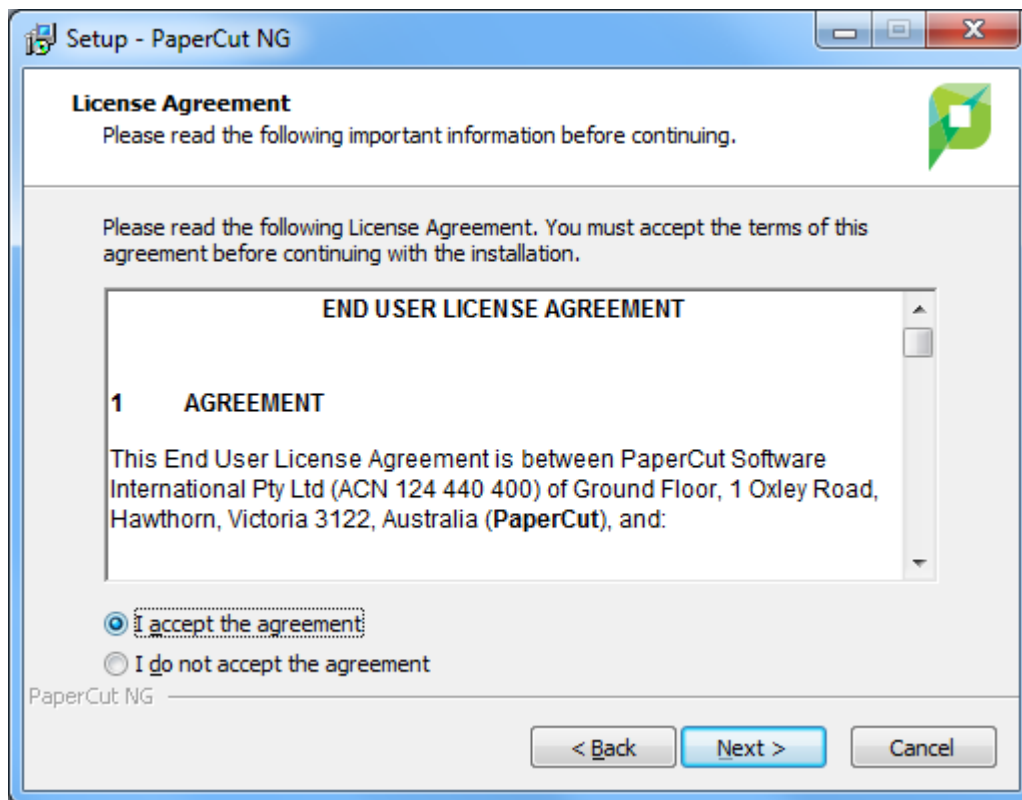 Setup - PaperCut NG
License Agreement
Please read the following important information before continuing.
Please read the following License Agreement. You must accept the terms of this
agreement before continuing with the installation.
END USER LICENSE AGREEMENT
1 AGREEMENT
This End User License Agreement is between PaperCut Software
International Pty Ltd (ACN 124 440 400) of Ground Floor, 1 Oxley Road,
Hawthorn, Victoria 3122, Australia (PaperCut), and:
I accept the agreement
I do not accept the agreement
PaperCut NG
< Back Next > Cancel